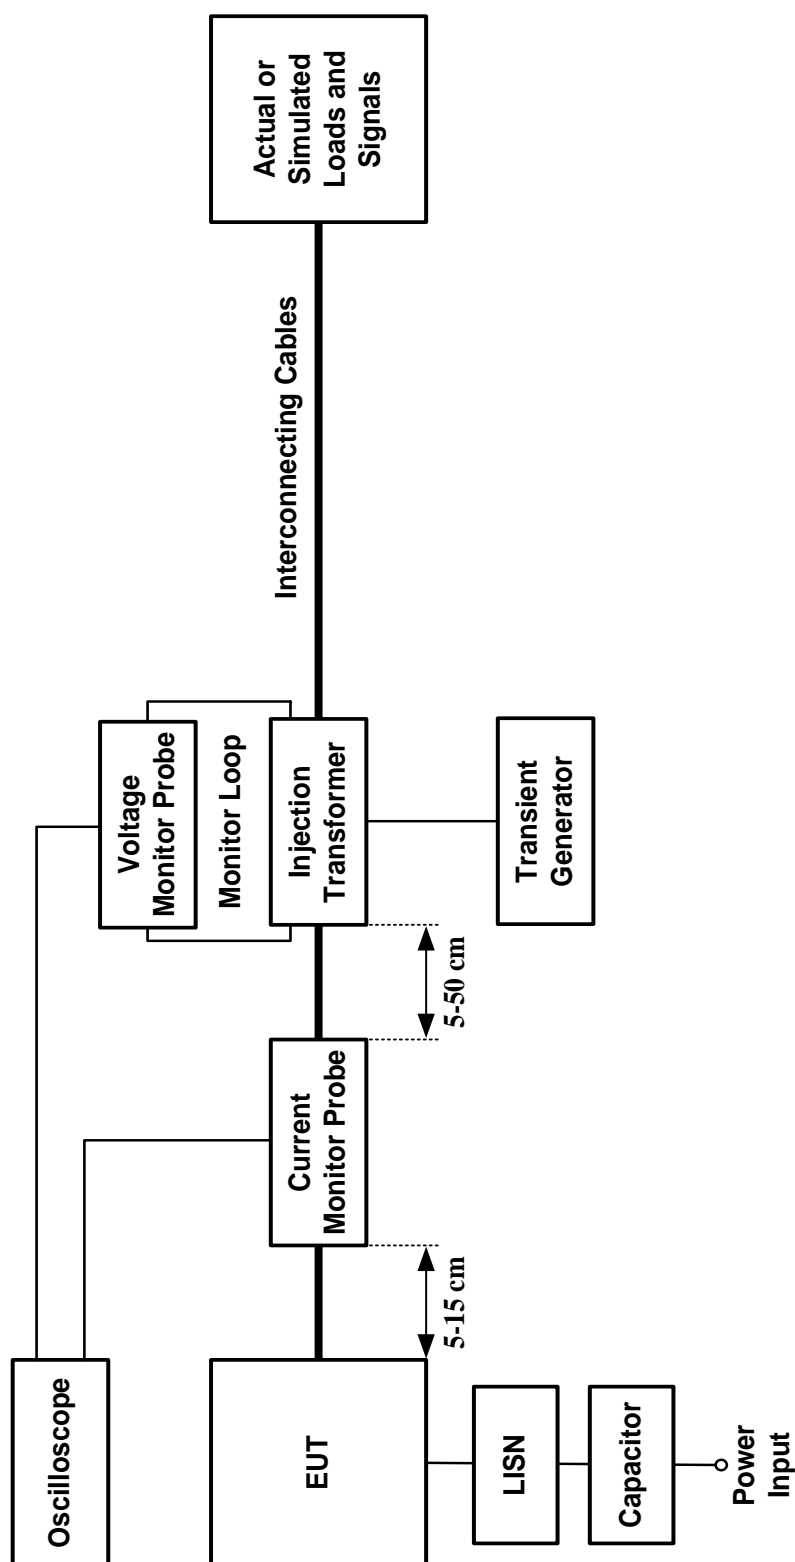 Oscilloscope
Voltage
Monitor Probe
Monitor Loop
EUT
Current
Monitor Probe
Injection
Transformer
Interconnecting Cables
Actual or
Simulated
Loads and
Signals
5-15 cm
5-50 cm
LISN
Transient
Generator
Capacitor
Power
Input